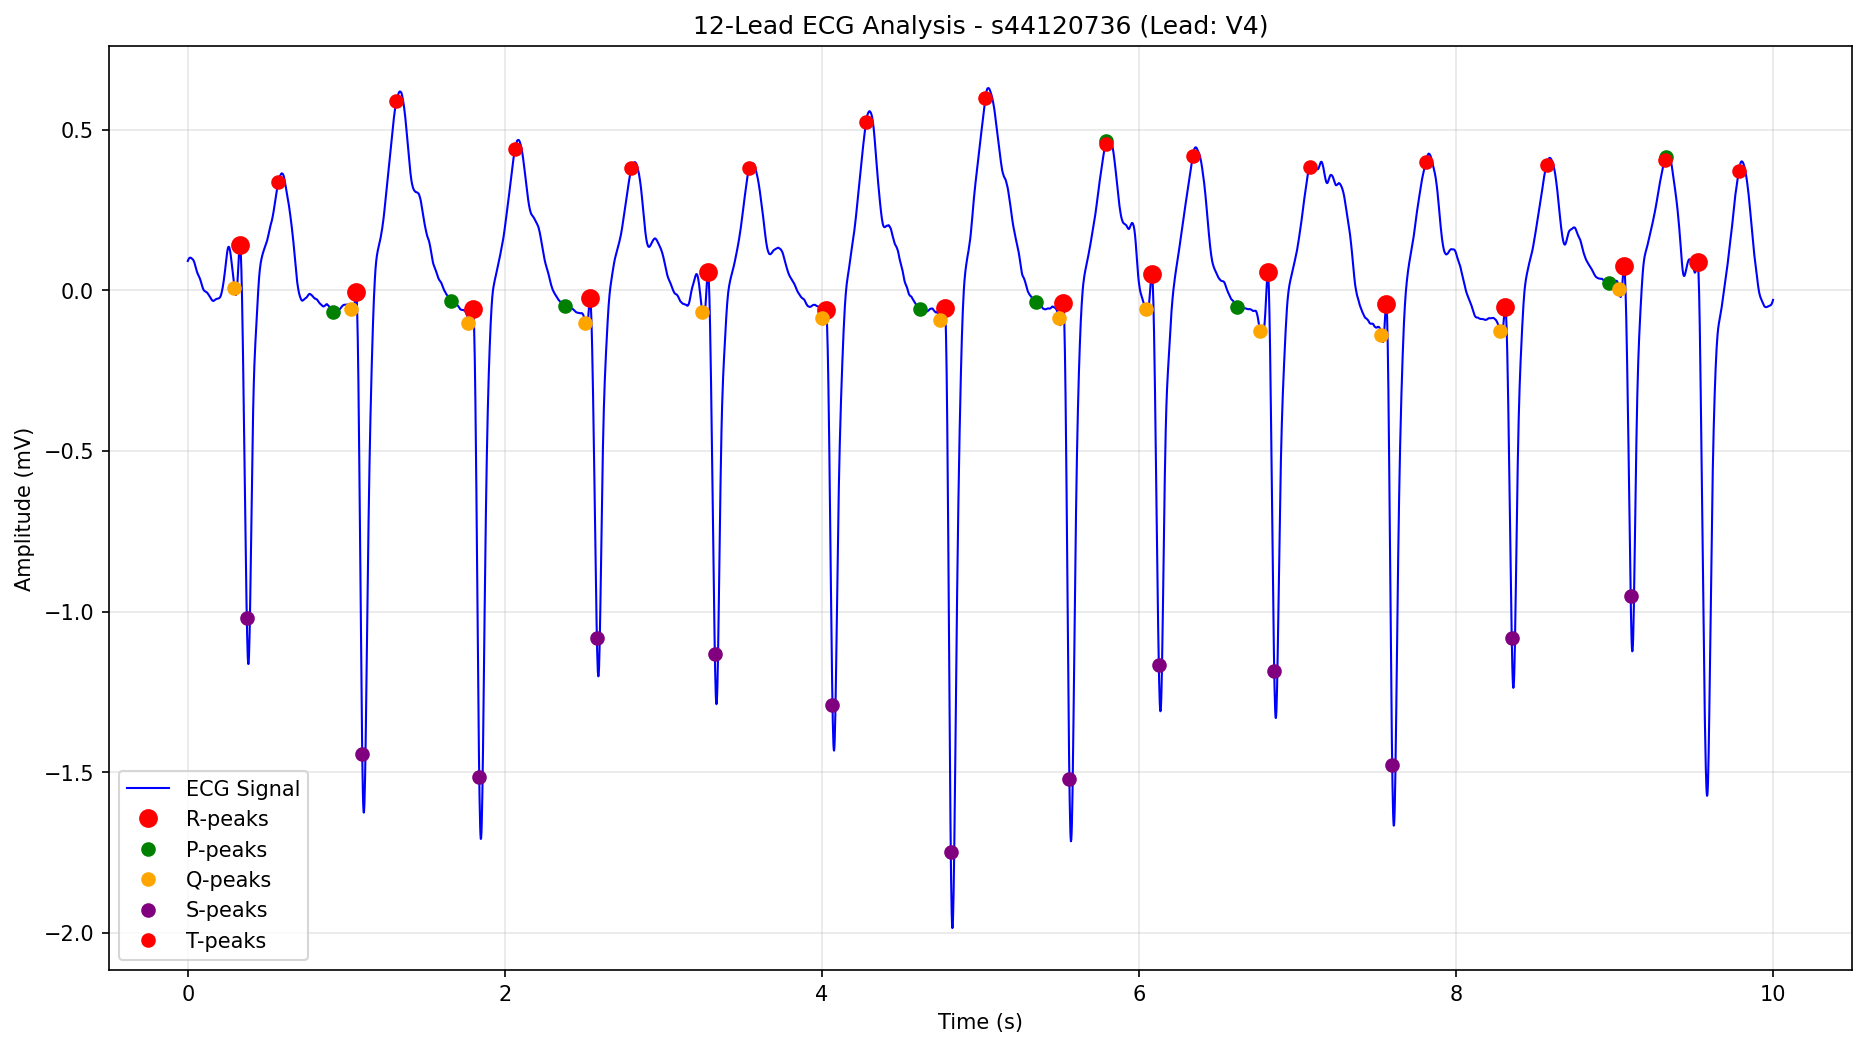 12-Lead ECG Analysis - s44120736 (Lead: V4)
Amplitude (mV)
0.5
0.0
−0.5
−1.0
−1.5
−2.0
ECG Signal
R-peaks
P-peaks
Q-peaks
S-peaks
T-peaks
0 2 4 6 8 10
Time (s)